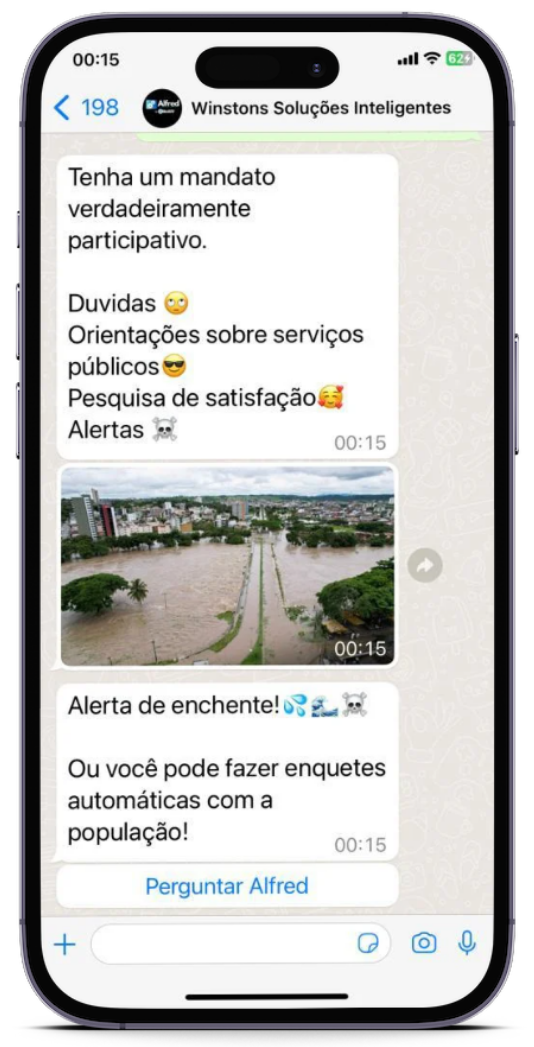 00:15
62
198
Alfred
Winstons Soluções Inteligentes
Tenha um mandato
verdadeiramente
participativo.
Duvidas 🙄
Orientações sobre serviços
públicos😎
Pesquisa de satisfação🥰
Alertas ☠️
00:15
00:15
Alerta de enchente!💦🌊☠️
Ou você pode fazer enquetes
automáticas com a
população!
00:15
Perguntar Alfred